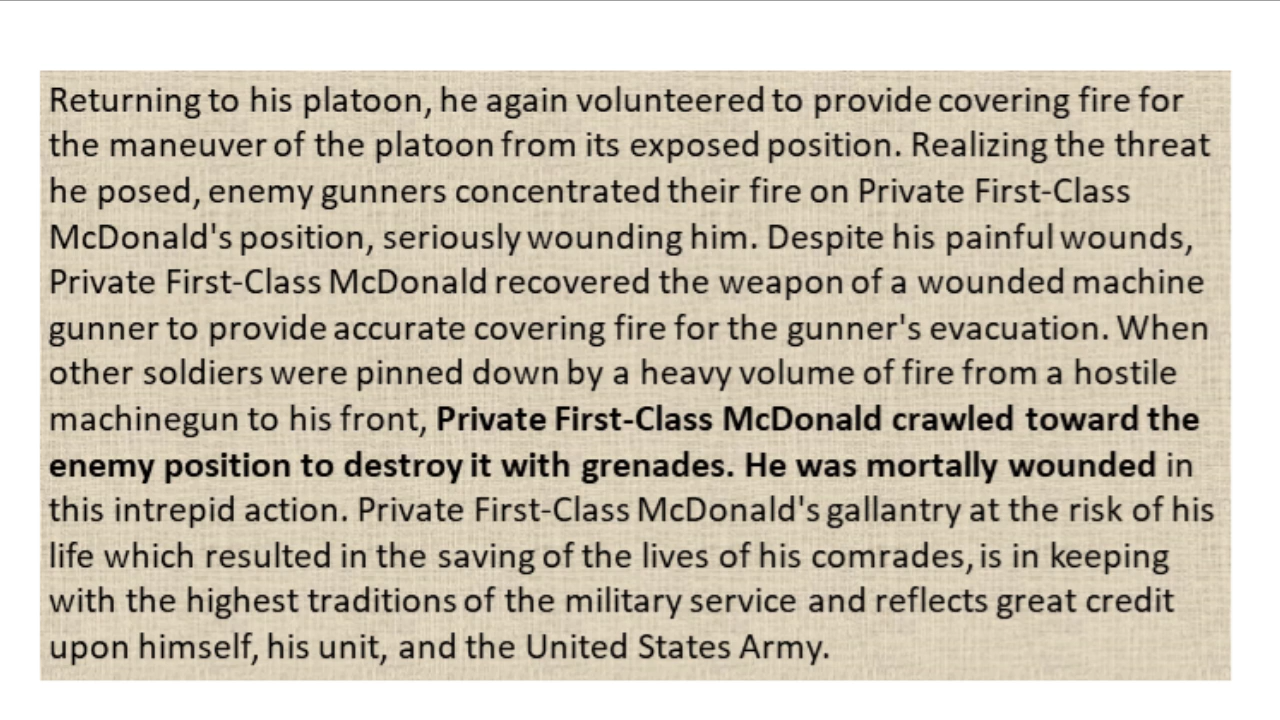 Returning to his platoon, he again volunteered to provide covering fire for
the maneuver of the platoon from its exposed position. Realizing the threat
he posed, enemy gunners concentrated their fire on Private First-Class
McDonald's position, seriously wounding him. Despite his painful wounds,
Private First-Class McDonald recovered the weapon of a wounded machine
gunner to provide accurate covering fire for the gunner's evacuation. When
other soldiers were pinned down by a heavy volume of fire from a hostile
machinegun to his front, Private First-Class McDonald crawled toward the
enemy position to destroy it with grenades. He was mortally wounded in
this intrepid action. Private First-Class McDonald's gallantry at the risk of his
life which resulted in the saving of the lives of his comrades, is in keeping
with the highest traditions of the military service and reflects great credit
upon himself, his unit, and the United States Army.